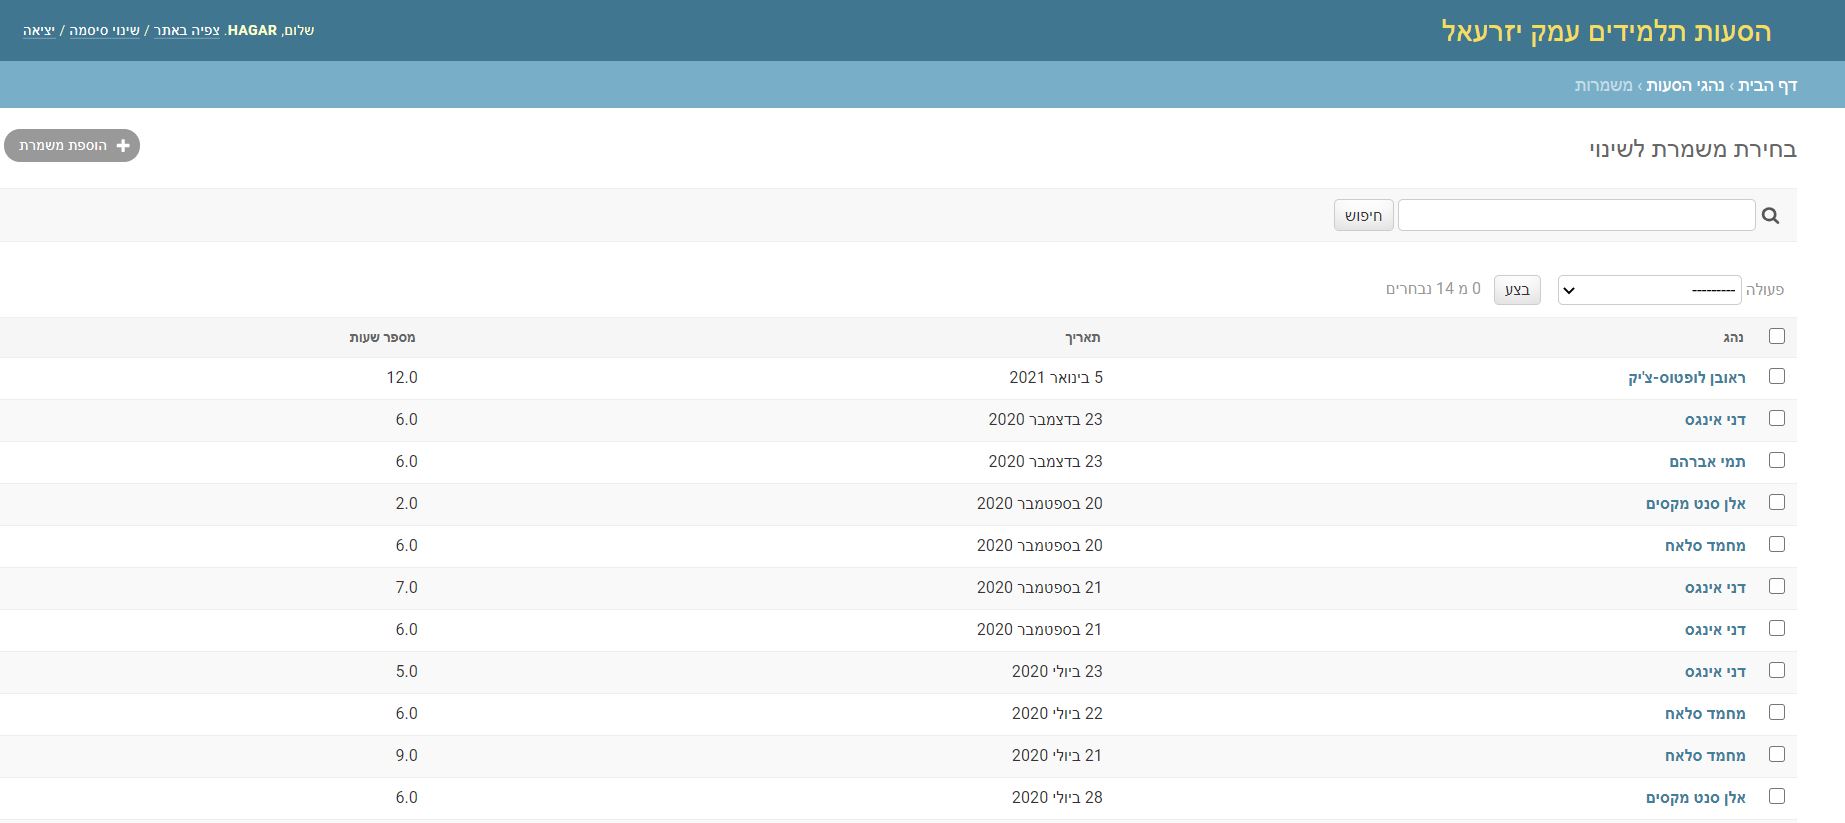 הסעות תלמידים עמק יזרעאל
שלום, HAGAR. צפיה באתר / שינוי סיסמה / יציאה
דף הבית › נהגי הסעות › משמרות
בחירת משמרת לשינוי
הוספת משמרת
חיפוש
פעולה --------- בצע 0 מ 14 נבחרים
נהג תאריך מספר שעות
ראובן לופטוס-צ'יק 5 בינואר 2021 12.0
דני אינגס 23 בדצמבר 2020 6.0
תמי אברהם 23 בדצמבר 2020 6.0
אלן סנט מקסים 20 בספטמבר 2020 2.0
מחמד סלאח 20 בספטמבר 2020 6.0
דני אינגס 21 בספטמבר 2020 7.0
דני אינגס 21 בספטמבר 2020 6.0
דני אינגס 23 ביולי 2020 5.0
מחמד סלאח 22 ביולי 2020 6.0
מחמד סלאח 21 ביולי 2020 9.0
אלן סנט מקסים 28 ביולי 2020 6.0